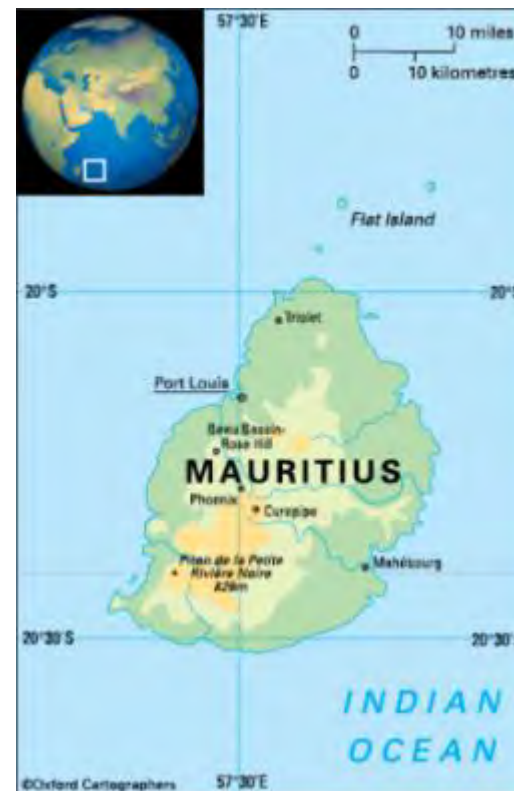 57°30'E
0 10 miles
0 10 kilometres
Flat Island
20°S
20°
Triolet
Port Louis
Beau Bassin-
Rose Hill
MAURITIUS
Phoenix
Curepipe
Piton de la Petite
Rivière Noire
828m
Mahébourg
20°30'S
20°30'
INDIAN
OCEAN
©Oxford Cartographers
57°30'E